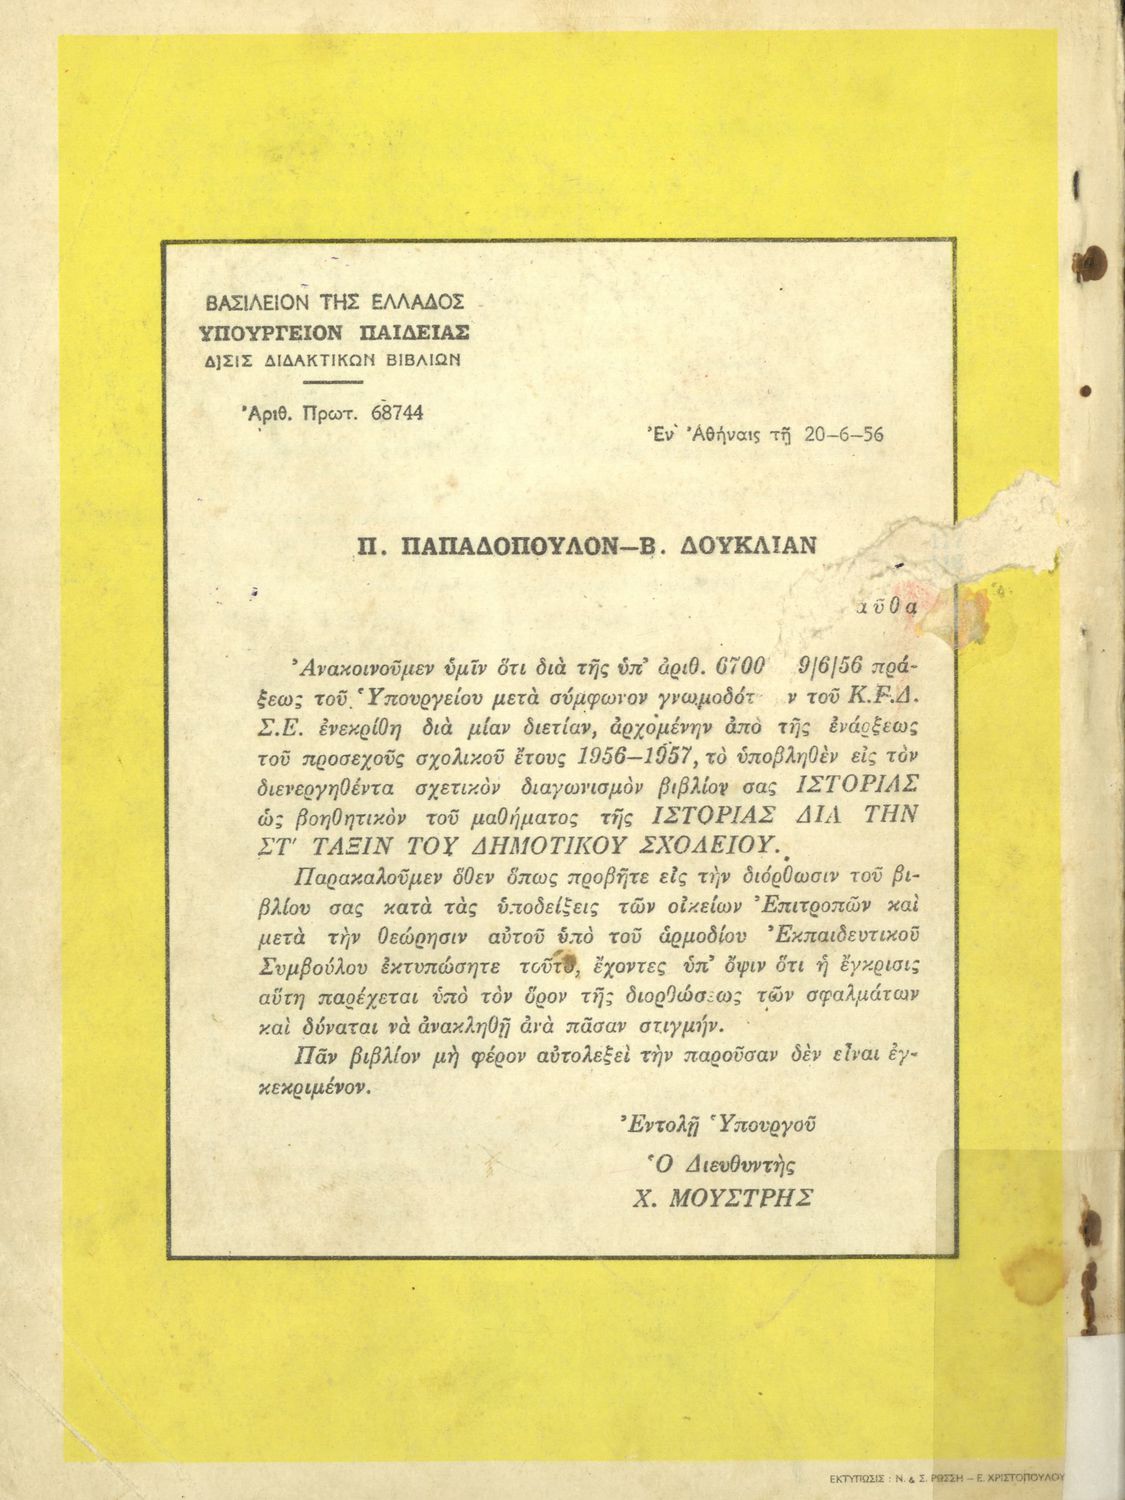 ΒΑΣΙΛΕΙΟΝ ΤΗΣ ΕΛΛΑΔΟΣ
ΥΠΟΥΡΓΕΙΟΝ ΠΑΙΔΕΙΑΣ
Δ)ΣΙΣ ΔΙΔΑΚΤΙΚΩΝ ΒΙΒΛΙΩΝ
Ἀριθ. Πρωτ. 68744
Ἐν Ἀθήναις τῇ 20-6-56
Π. ΠΑΠΑΔΟΠΟΥΛΟΝ—Β. ΔΟΥΚΛΙΑΝ
αὖθα
Ἀνακοινοῦμεν ὑμῖν ὅτι διὰ τῆς ὑπ' ἀριθ. 6700 9/6/56 πρά-
ξεως τοῦ Ὑπουργείου μετὰ σύμφωνον τοῦ Κ.Γ.Δ.
Σ.Ε. ἐνεκρίθη διὰ μίαν διετίαν, ἀρχομένην ἀπὸ τῆς ἐνάρξεως
τοῦ προσεχοῦς σχολικοῦ ἔτους 1956—1957, τὸ ὑποβληθὲν εἰς τὸν
διενεργηθέντα σχετικὸν διαγωνισμὸν βιβλίον σας ΙΣΤΟΡΙΑΣ
ὡς βοηθητικὸν τοῦ μαθήματος τῆς ΙΣΤΟΡΙΑΣ ΔΙΑ ΤΗΝ
ΣΤ' ΤΑΞΙΝ ΤΟΥ ΔΗΜΟΤΙΚΟΥ ΣΧΟΛΕΙΟΥ.
Παρακαλοῦμεν ὅθεν ὅπως προβῆτε εἰς τὴν διόρθωσιν τοῦ βι-
βλίου σας κατὰ τὰς ὑποδείξεις τῶν οἰκείων Ἐπιτροπῶν καὶ
μετὰ τὴν θεώρησιν αὐτοῦ ὑπὸ τοῦ ἁρμοδίου Ἐκπαιδευτικοῦ
Συμβούλου ἐκτυπώσητε τοῦτο, ἔχοντες ὑπ' ὄψιν ὅτι ἡ ἔγκρισις
αὕτη παρέχεται ὑπὸ τὸν ὅρον τῆς διορθώσεως τῶν σφαλμάτων
καὶ δύναται νὰ ἀνακληθῇ ἀνὰ πᾶσαν στιγμήν.
Πᾶν βιβλίον μὴ φέρον αὐτολεξεὶ τὴν παροῦσαν δὲν εἶναι ἐγ-
κεκριμένον.
Ἐντολῇ Ὑπουργοῦ
Ὁ Διευθυντὴς
Χ. ΜΟΥΣΤΡΗΣ
ΕΚΤΥΠΩΣΙΣ : Ν. & Σ. ΡΩΣΣΗ – Ε. ΧΡΙΣΤΟΠΟΥΛΟΥ